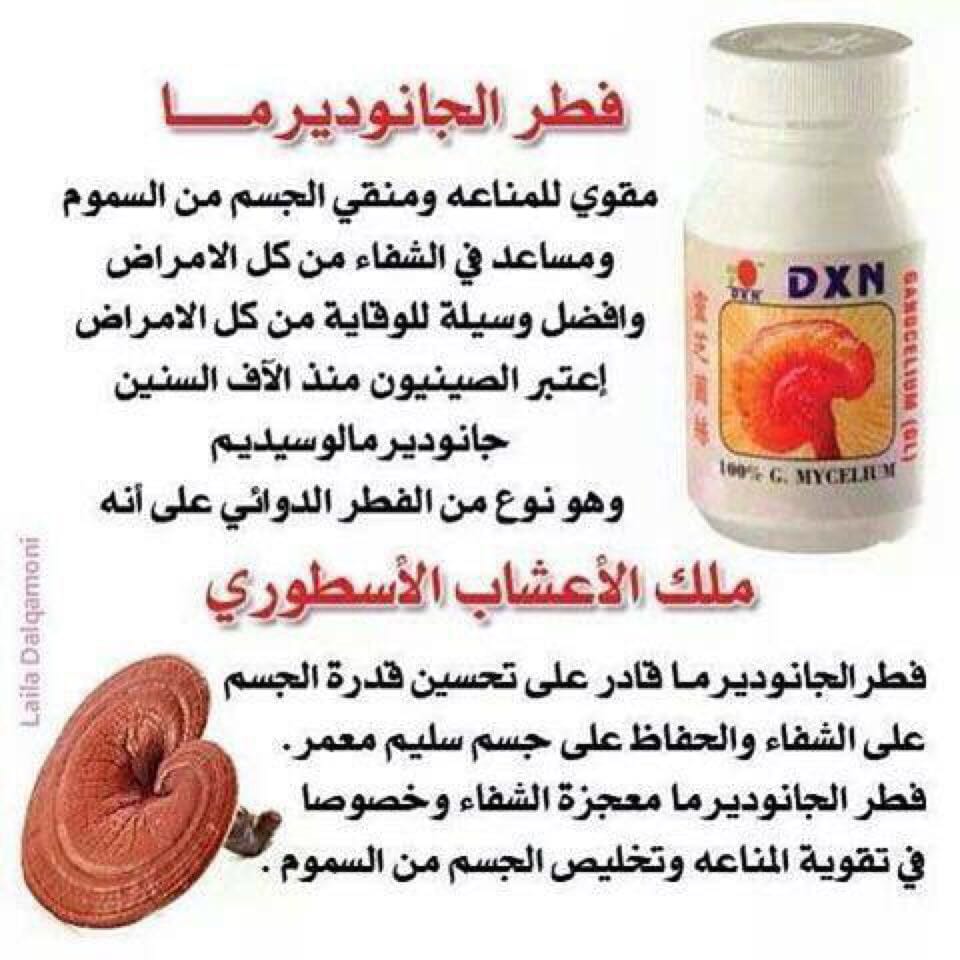 فطر الجانوديرمـــا
مقوي للمناعه ومنقي الجسم من السموم
ومساعد في الشفاء من كل الامراض
وافضل وسيلة للوقاية من كل الامراض
إعتبر الصينيون منذ الآف السنين
جانوديرمالوسيديم
وهو نوع من الفطر الدوائي على أنه
ملك الأعشاب الأسطوري
فطر الجانوديرمـا قادر على تحسين قدرة الجسم
على الشفاء والحفاظ على جسم سليم معمر.
فطر الجانوديرما معجزة الشفاء وخصوصا
في تقوية المناعه وتخليص الجسم من السموم .
DXN
DXN
GANOCELIUM (GL)
100% G. MYCELIUM
Laila Dalqamoni